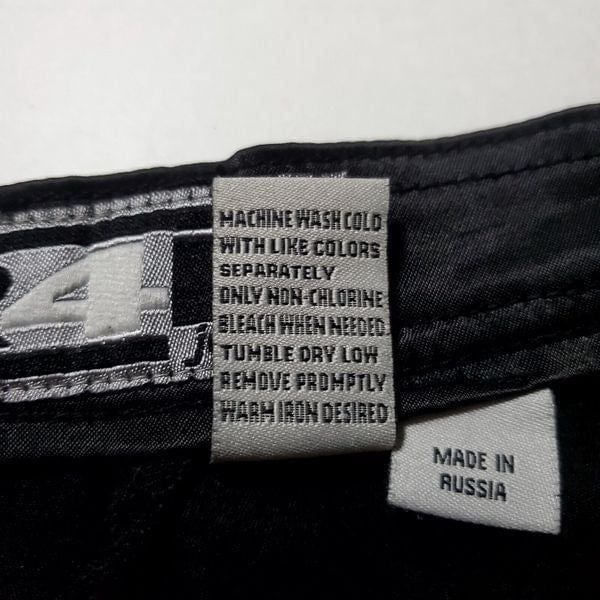 4
MACHINE WASH COLD
WITH LIKE COLORS
SEPARATELY
ONLY NON-CHLORINE
BLEACH WHEN NEEDED
TUMBLE DRY LOW
REMOVE PROMPTLY
WARM IRON DESIRED
MADE IN
RUSSIA